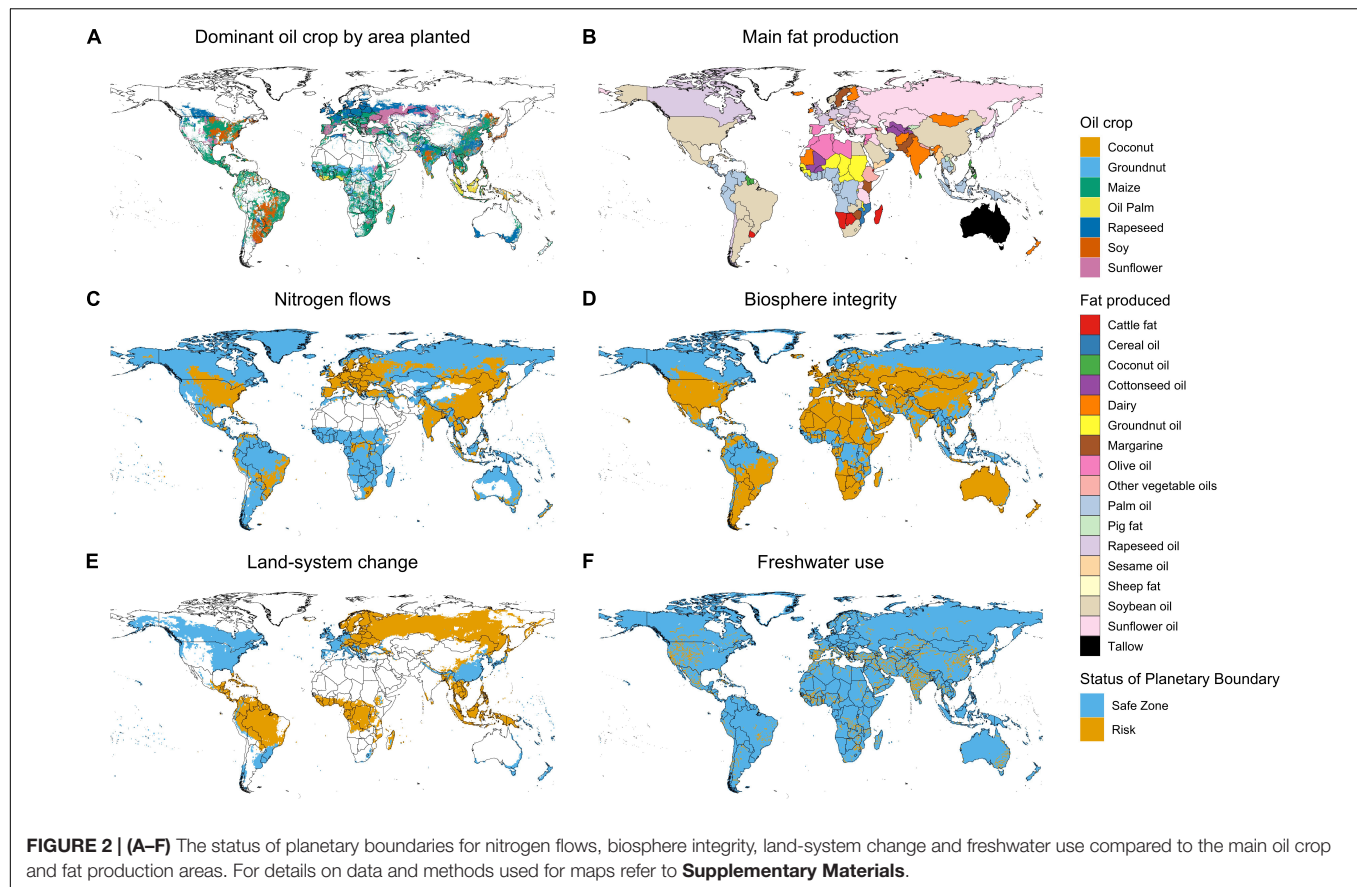 A Dominant oil crop by area planted
B Main fat production
Oil crop
Coconut
Groundnut
Maize
Oil Palm
Rapeseed
Soy
Sunflower
C Nitrogen flows
D Biosphere integrity
Fat produced
Cattle fat
Cereal oil
Coconut oil
Cottonseed oil
Dairy
Groundnut oil
Margarine
Olive oil
Other vegetable oils
Palm oil
Pig fat
Rapeseed oil
Sesame oil
Sheep fat
Soybean oil
Sunflower oil
Tallow
E Land-system change
F Freshwater use
Status of Planetary Boundary
Safe Zone
Risk
FIGURE 2 | (A–F) The status of planetary boundaries for nitrogen flows, biosphere integrity, land-system change and freshwater use compared to the main oil crop
and fat production areas. For details on data and methods used for maps refer to Supplementary Materials.